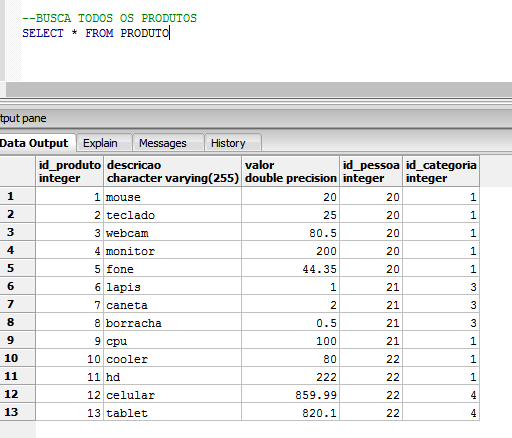 --BUSCA TODOS OS PRODUTOS
SELECT * FROM PRODUTO
tput pane
Data Output Explain Messages History
id_produto descricao valor id_pessoa id_categoria
integer character varying(255) double precision integer integer
1 1 mouse 20 20 1
2 2 teclado 25 20 1
3 3 webcam 80.5 20 1
4 4 monitor 200 20 1
5 5 fone 44.35 20 1
6 6 lapis 1 21 3
7 7 caneta 2 21 3
8 8 borracha 0.5 21 3
9 9 cpu 100 21 1
10 10 cooler 80 22 1
11 11 hd 222 22 1
12 12 celular 859.99 22 4
13 13 tablet 820.1 22 4